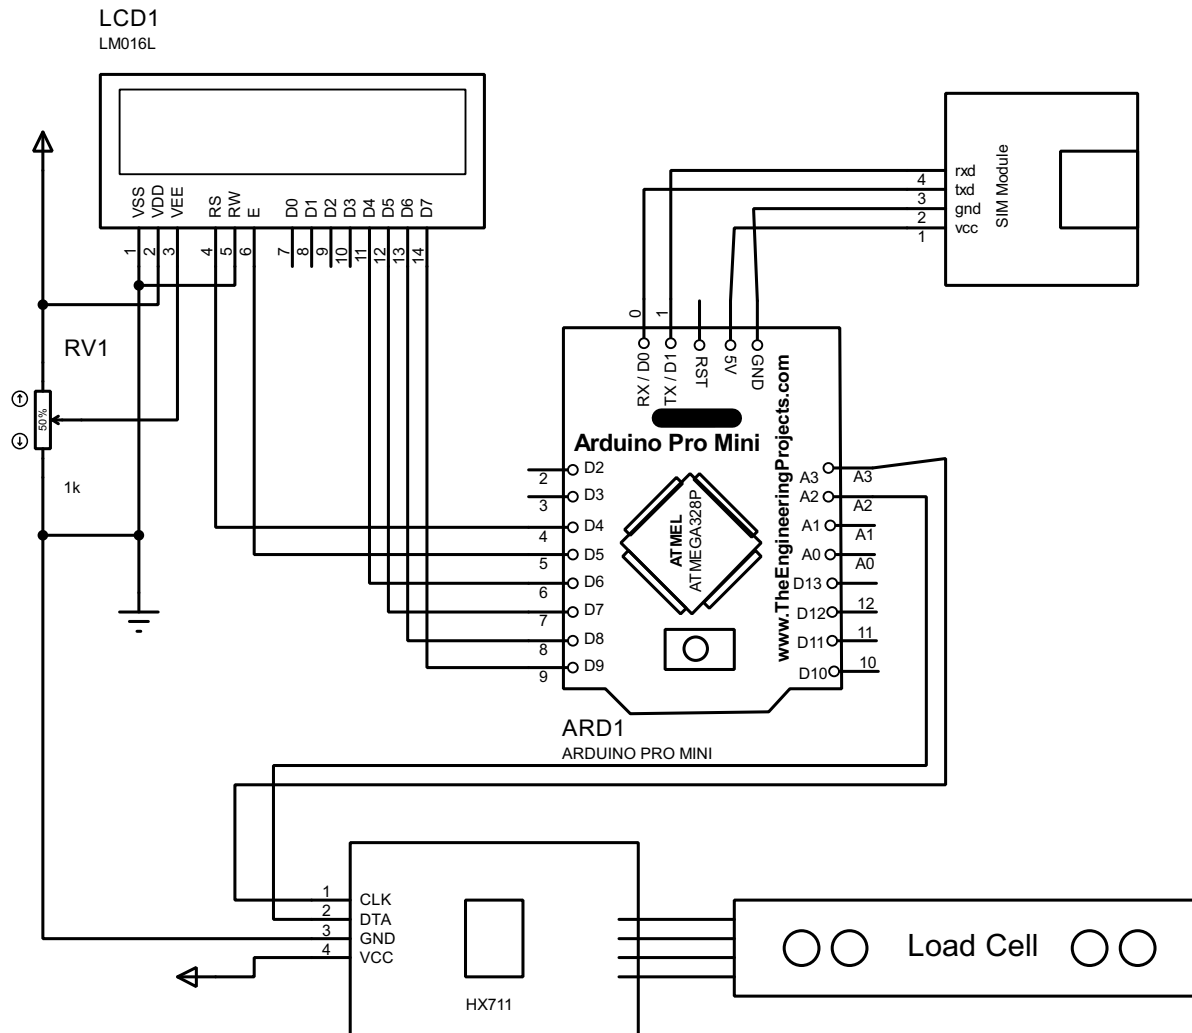 LCD1
LM016L
VSS
VDD
VEE
RS
RW
E
D0
D1
D2
D3
D4
D5
D6
D7
1
2
3
4
5
6
7
8
9
10
11
12
13
14
RV1
50%
1k
rxd
txd
gnd
vcc
4
3
2
1
SIM Module
0
1
RX / D0
TX / D1
RST
5V
GND
Arduino Pro Mini
www.TheEngineeringProjects.com
ATMEL
ATMEGA328P
2
D2
3
D3
4
D4
5
D5
6
D6
7
D7
8
D8
9
D9
A3
A3
A2
A2
A1
A1
A0
A0
D13
D12
12
D11
11
D10
10
ARD1
ARDUINO PRO MINI
1
CLK
2
DTA
3
GND
4
VCC
HX711
Load Cell